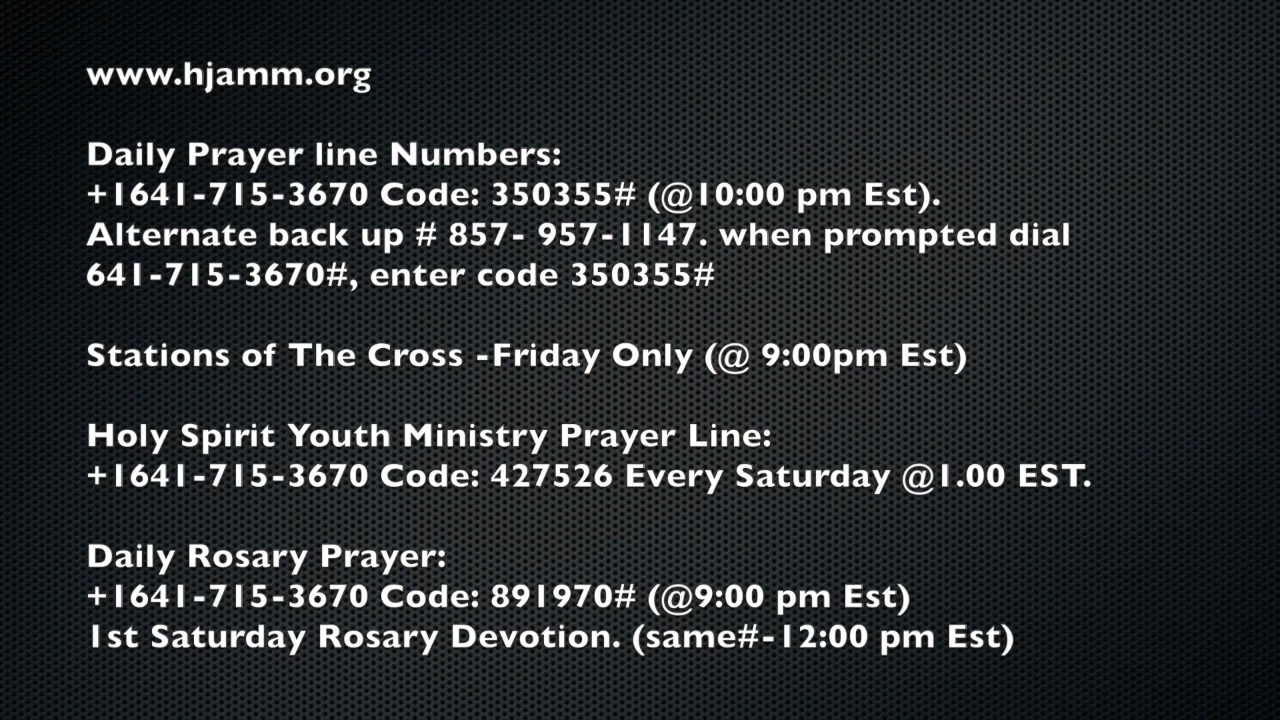 www.hjamm.org
Daily Prayer line Numbers:
+1641-715-3670 Code: 350355# (@10:00 pm Est).
Alternate back up # 857- 957-1147. when prompted dial
641-715-3670#, enter code 350355#
Stations of The Cross -Friday Only (@ 9:00pm Est)
Holy Spirit Youth Ministry Prayer Line:
+1641-715-3670 Code: 427526 Every Saturday @1.00 EST.
Daily Rosary Prayer:
+1641-715-3670 Code: 891970# (@9:00 pm Est)
1st Saturday Rosary Devotion. (same#-12:00 pm Est)